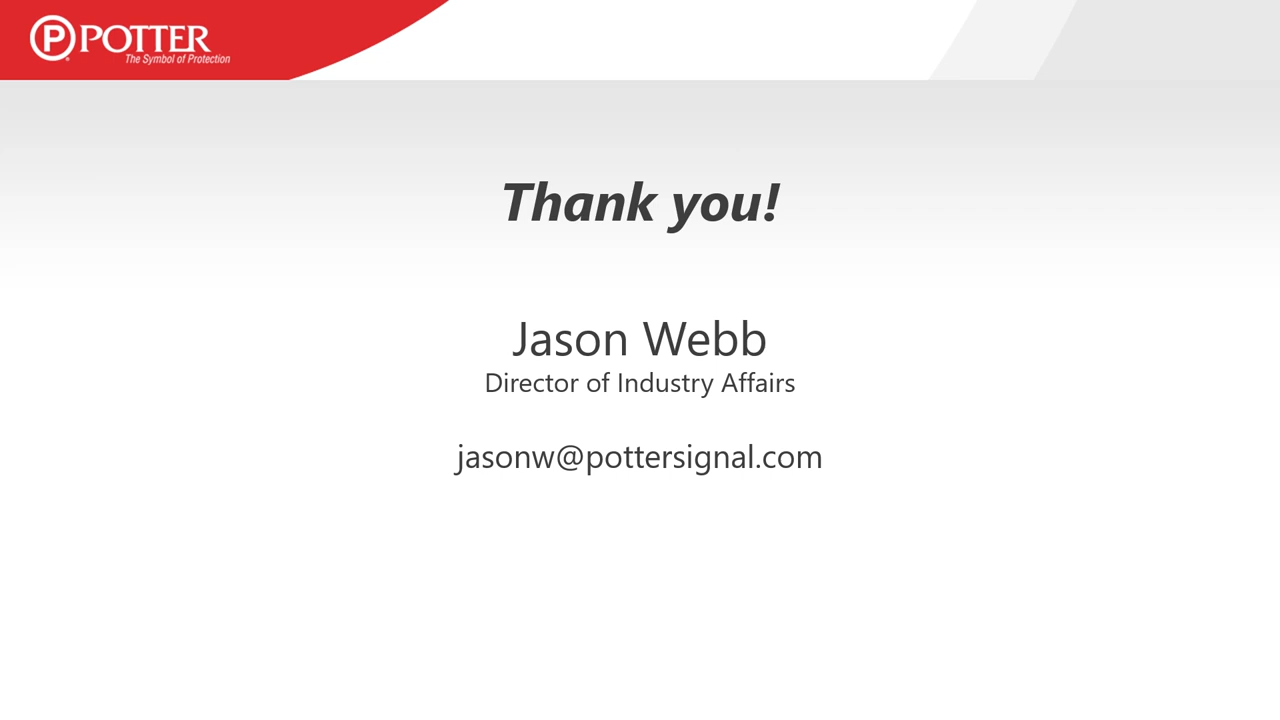 POTTER
The Symbol of Protection
Thank you!
Jason Webb
Director of Industry Affairs
jasonw@pottersignal.com